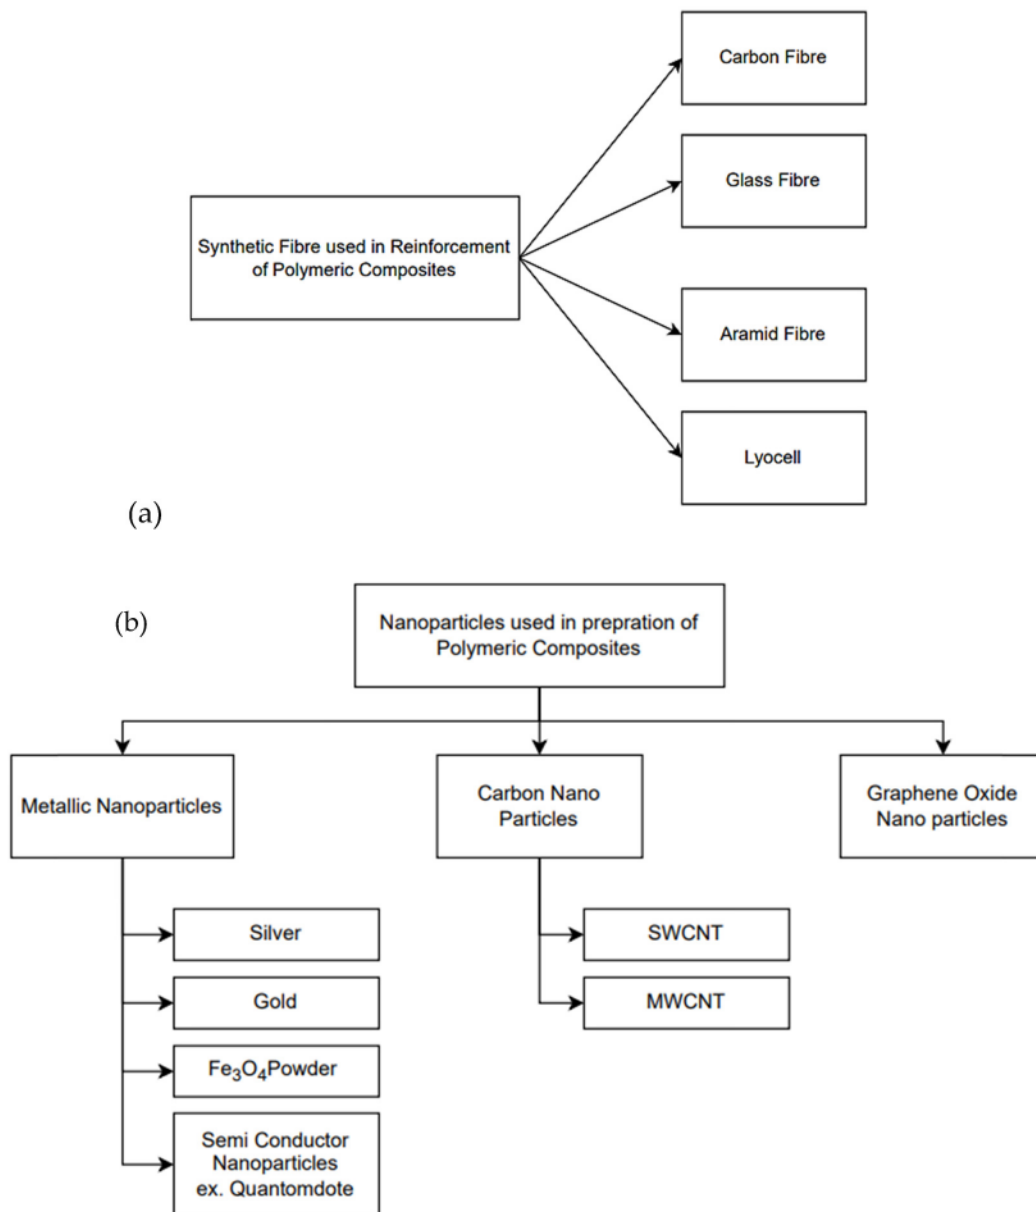 Carbon Fibre
Glass Fibre
Synthetic Fibre used in Reinforcement
of Polymeric Composites
Aramid Fibre
Lyocell
(a)
(b)
Nanoparticles used in prepration of
Polymeric Composites
Metallic Nanoparticles
Carbon Nano
Particles
Graphene Oxide
Nano particles
Silver
Gold
Fe₃O₄Powder
Semi Conductor
Nanoparticles
ex. Quantomdote
SWCNT
MWCNT